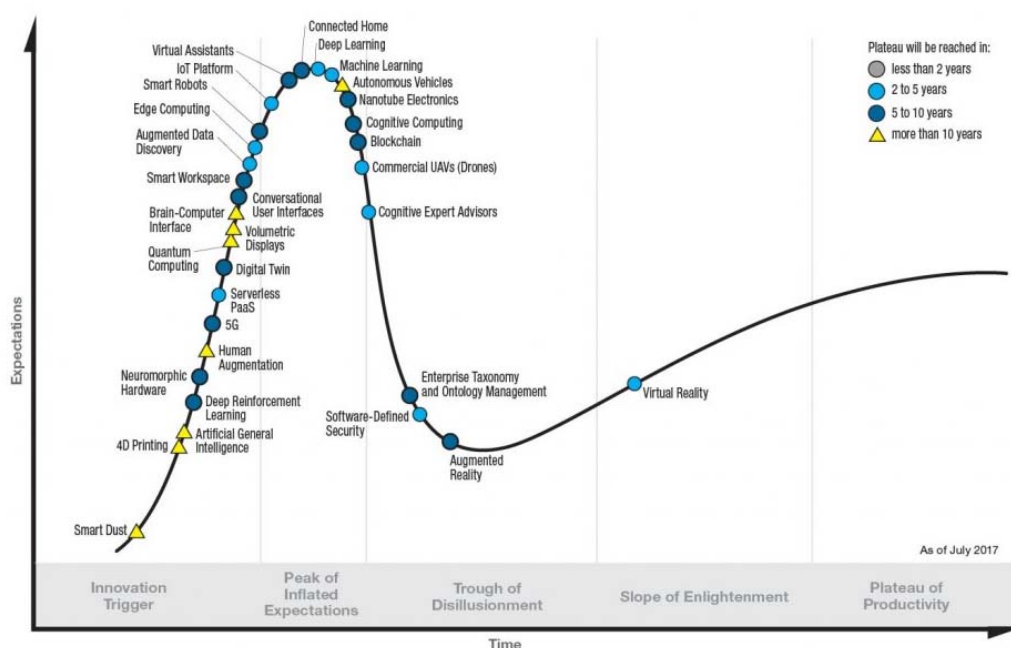 Connected Home
Deep Learning
Virtual Assistants
Machine Learning
IoT Platform
Autonomous Vehicles
Smart Robots
Nanotube Electronics
Edge Computing
Cognitive Computing
Augmented Data
Discovery
Blockchain
Commercial UAVs (Drones)
Smart Workspace
Conversational
User Interfaces
Cognitive Expert Advisors
Brain-Computer
Interface
Volumetric
Displays
Quantum
Computing
Digital Twin
Serverless
PaaS
5G
Human
Augmentation
Neuromorphic
Hardware
Deep Reinforcement
Learning
Artificial General
Intelligence
4D Printing
Smart Dust
Enterprise Taxonomy
and Ontology Management
Software-Defined
Security
Augmented
Reality
Virtual Reality
Plateau will be reached in:
less than 2 years
2 to 5 years
5 to 10 years
more than 10 years
As of July 2017
Expectations
Innovation
Trigger
Peak of
Inflated
Expectations
Trough of
Disillusionment
Slope of Enlightenment
Plateau of
Productivity
Time